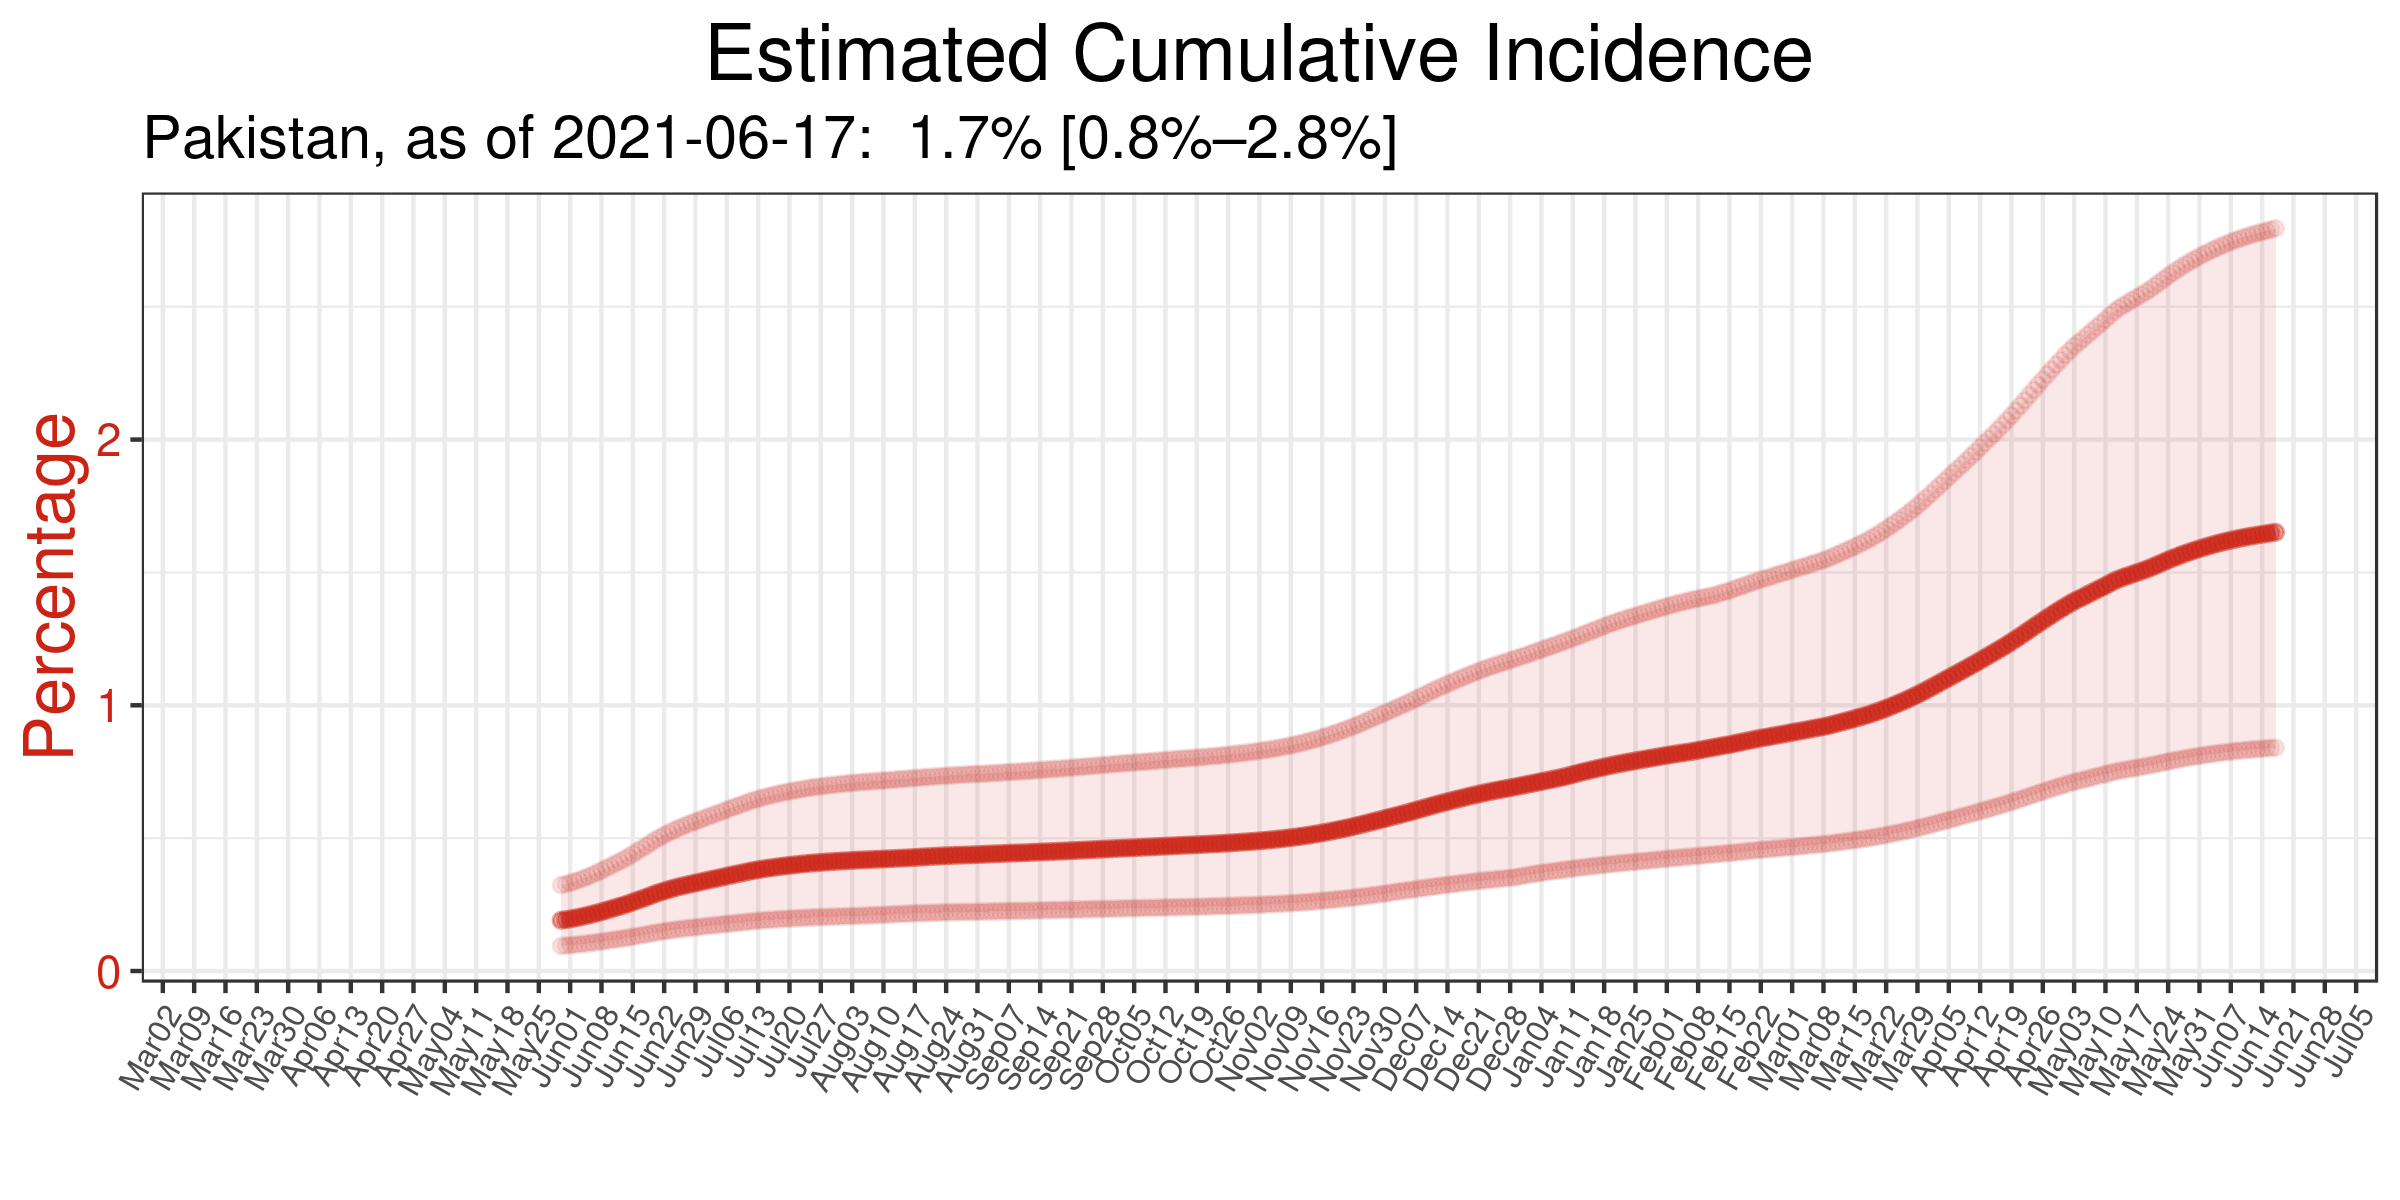 Estimated Cumulative Incidence
Pakistan, as of 2021-06-17:  1.7% [0.8%–2.8%]
Percentage
2
1
0
Mar02
Mar09
Mar16
Mar23
Mar30
Apr06
Apr13
Apr20
Apr27
May04
May11
May18
May25
Jun01
Jun08
Jun15
Jun22
Jun29
Jul06
Jul13
Jul20
Jul27
Aug03
Aug10
Aug17
Aug24
Aug31
Sep07
Sep14
Sep21
Sep28
Oct05
Oct12
Oct19
Oct26
Nov02
Nov09
Nov16
Nov23
Nov30
Dec07
Dec14
Dec21
Dec28
Jan04
Jan11
Jan18
Jan25
Feb01
Feb08
Feb15
Feb22
Mar01
Mar08
Mar15
Mar22
Mar29
Apr05
Apr12
Apr19
Apr26
May03
May10
May17
May24
May31
Jun07
Jun14
Jun21
Jun28
Jul05